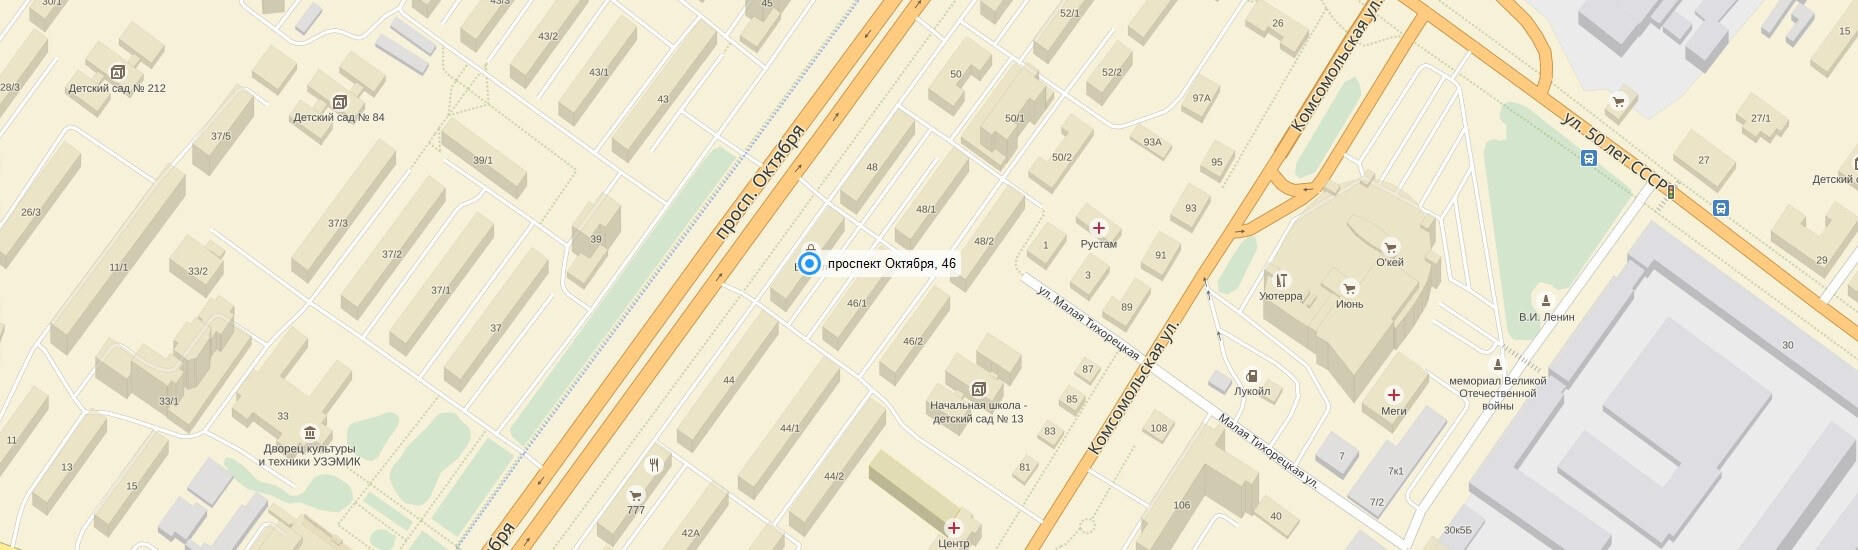 30/1
43/3
45
52/1
26
Комсомольская ул.
15
43/2
Детский сад № 212
28/3
43/1
50
52/2
43
97А
Детский сад № 84
50/1
ул. 50 лет СССР
27/1
37/5
просп. Октября
93А
39/1
50/2
95
27
48
Детский с
26/3
48/1
93
37/3
39
48/2
1
Рустам
91
О'кей
37/2
11/1
33/2
проспект Октября, 46
3
29
37/1
46/1
ул. Малая Тихорецкая
89
Уютерра
Июнь
В.И. Ленин
37
46/2
Комсомольская ул.
30
44
87
Лукойл
мемориал Великой
Отечественной
войны
33/1
33
Начальная школа -
детский сад № 13
85
Меги
Дворец культуры
и техники УЗЭМИК
11
44/1
83
108
Малая Тихорецкая ул.
13
15
81
7
7к1
44/2
777
7/2
106
40
30к5Б
42А
Центр
бря